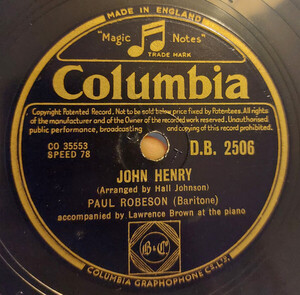 MADE IN ENGLAND
"Magic Notes"
TRADE MARK
Columbia
Copyright Patented Record. Not to be sold below price fixed by Patentees. All rights
of the manufacturer and of the Owner of the recorded work reserved. Unauthorised
public performance, broadcasting and copying of this record prohibited.
CO 35553
SPEED 78
D.B. 2506
JOHN HENRY
(Arranged by Hall Johnson)
PAUL ROBESON (Baritone)
accompanied by Lawrence Brown at the piano
COLUMBIA GRAPHOPHONE Co. LTD.